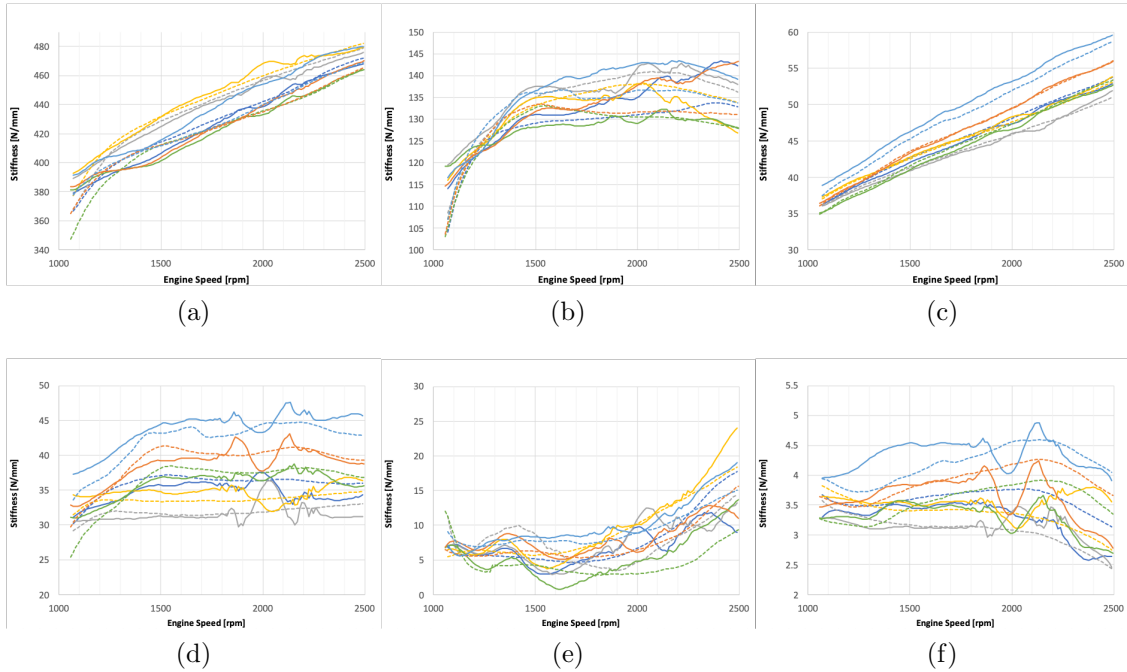 Stiffness [N/mm]
480
460
440
420
400
380
360
340
1000 1500 2000 2500
Engine Speed [rpm]
(a)
Stiffness [N/mm]
150
145
140
135
130
125
120
115
110
105
100
1000 1500 2000 2500
Engine Speed [rpm]
(b)
Stiffness [N/mm]
60
55
50
45
40
35
30
1000 1500 2000 2500
Engine Speed [rpm]
(c)
Stiffness [N/mm]
50
45
40
35
30
25
20
1000 1500 2000 2500
Engine Speed [rpm]
(d)
Stiffness [N/mm]
30
25
20
15
10
5
0
1000 1500 2000 2500
Engine Speed [rpm]
(e)
Stiffness [N/mm]
5.5
5
4.5
4
3.5
3
2.5
2
1000 1500 2000 2500
Engine Speed [rpm]
(f)